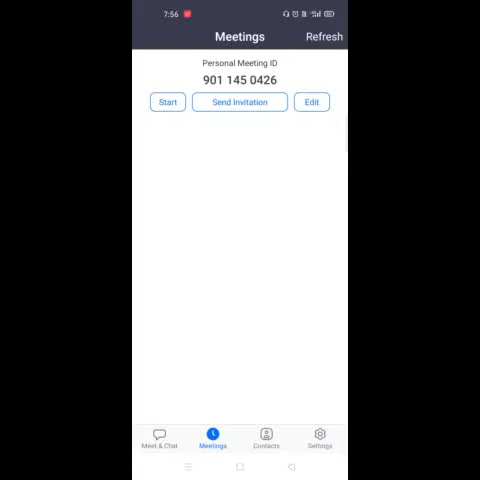 7:56
Meetings Refresh
Personal Meeting ID
901 145 0426
Start Send Invitation Edit
Meet & Chat Meetings Contacts Settings